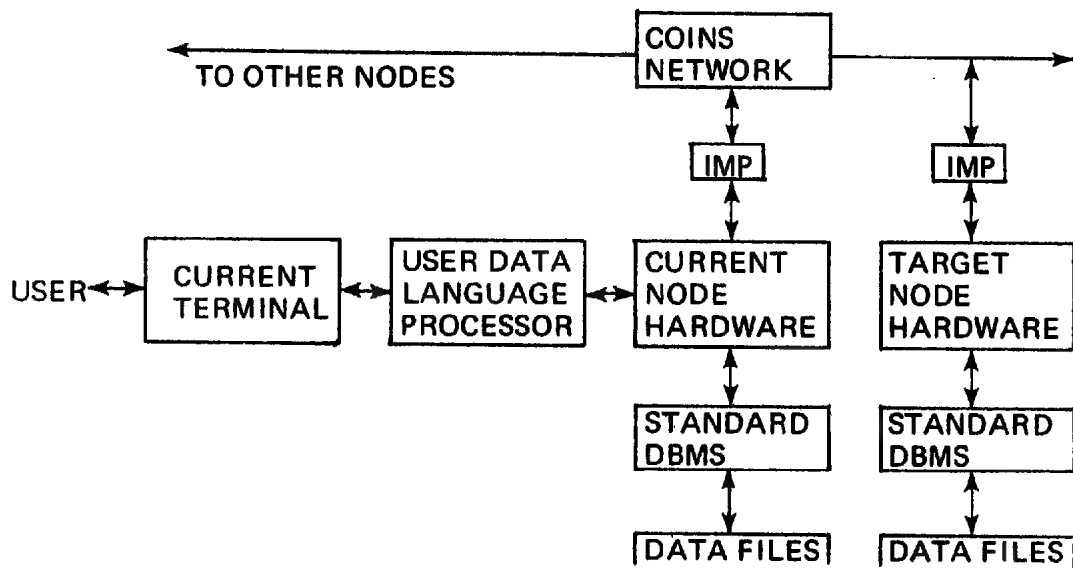 COINS
NETWORK
TO OTHER NODES
IMP
IMP
USER
CURRENT
TERMINAL
USER DATA
LANGUAGE
PROCESSOR
CURRENT
NODE
HARDWARE
TARGET
NODE
HARDWARE
STANDARD
DBMS
STANDARD
DBMS
DATA FILES
DATA FILES